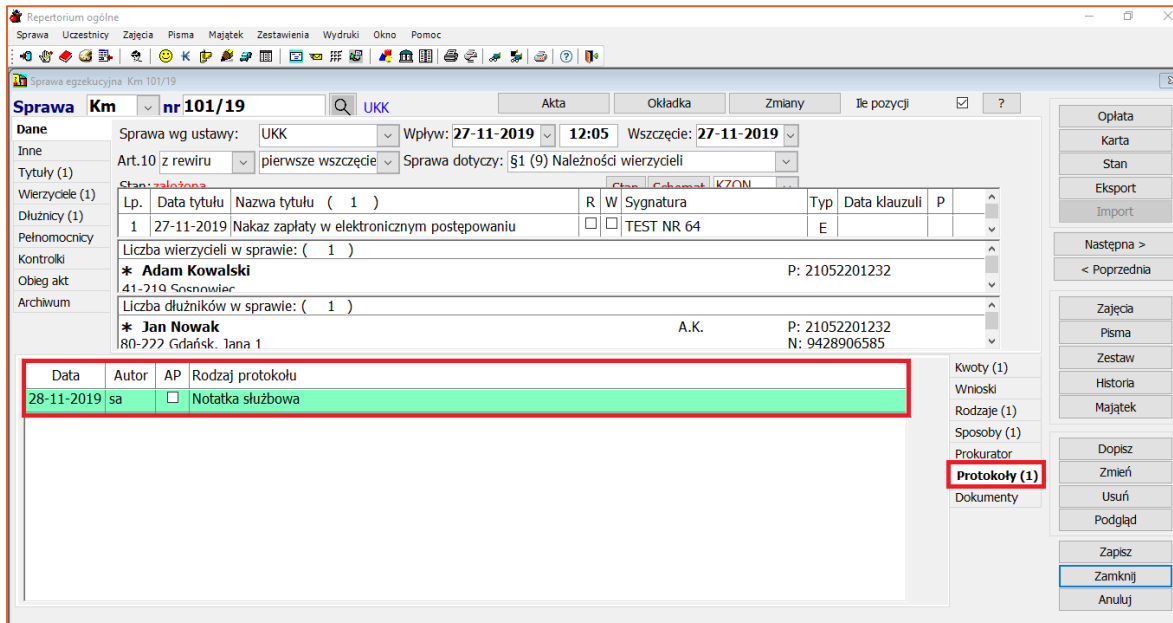 Repertorium ogólne
Sprawa Uczestnicy Zajęcia Pisma Majątek Zestawienia Wydruki Okno Pomoc
Sprawa egzekucyjna Km 101/19
Sprawa Km nr 101/19 UKK Akta Okładka Zmiany Ile pozycji ?
Dane
Inne
Tytuły (1)
Wierzyciele (1)
Dłużnicy (1)
Pełnomocnicy
Kontrolki
Obieg akt
Archiwum
Sprawa wg ustawy: UKK Wpływ: 27-11-2019 12:05 Wszczęcie: 27-11-2019
Art.10 z rewiru pierwsze wszczęcie Sprawa dotyczy: §1 (9) Należności wierzycieli
Stan: założona Stan Schemat KZON
Lp. Data tytułu Nazwa tytułu ( 1 ) R W Sygnatura Typ Data klauzuli P
1 27-11-2019 Nakaz zapłaty w elektronicznym postępowaniu TEST NR 64 E
Liczba wierzycieli w sprawie: ( 1 )
* Adam Kowalski P: 21052201232
41-219 Sosnowiec
Liczba dłużników w sprawie: ( 1 )
* Jan Nowak A.K. P: 21052201232
80-222 Gdańsk, Jana 1 N: 9428906585
Data Autor AP Rodzaj protokołu
28-11-2019 sa Notatka służbowa
Kwoty (1)
Wnioski
Rodzaje (1)
Sposoby (1)
Prokurator
Protokoły (1)
Dokumenty
Opłata
Karta
Stan
Eksport
Import
Następna >
< Poprzednia
Zajęcia
Pisma
Zestaw
Historia
Majątek
Dopisz
Zmień
Usuń
Podgląd
Zapisz
Zamknij
Anuluj